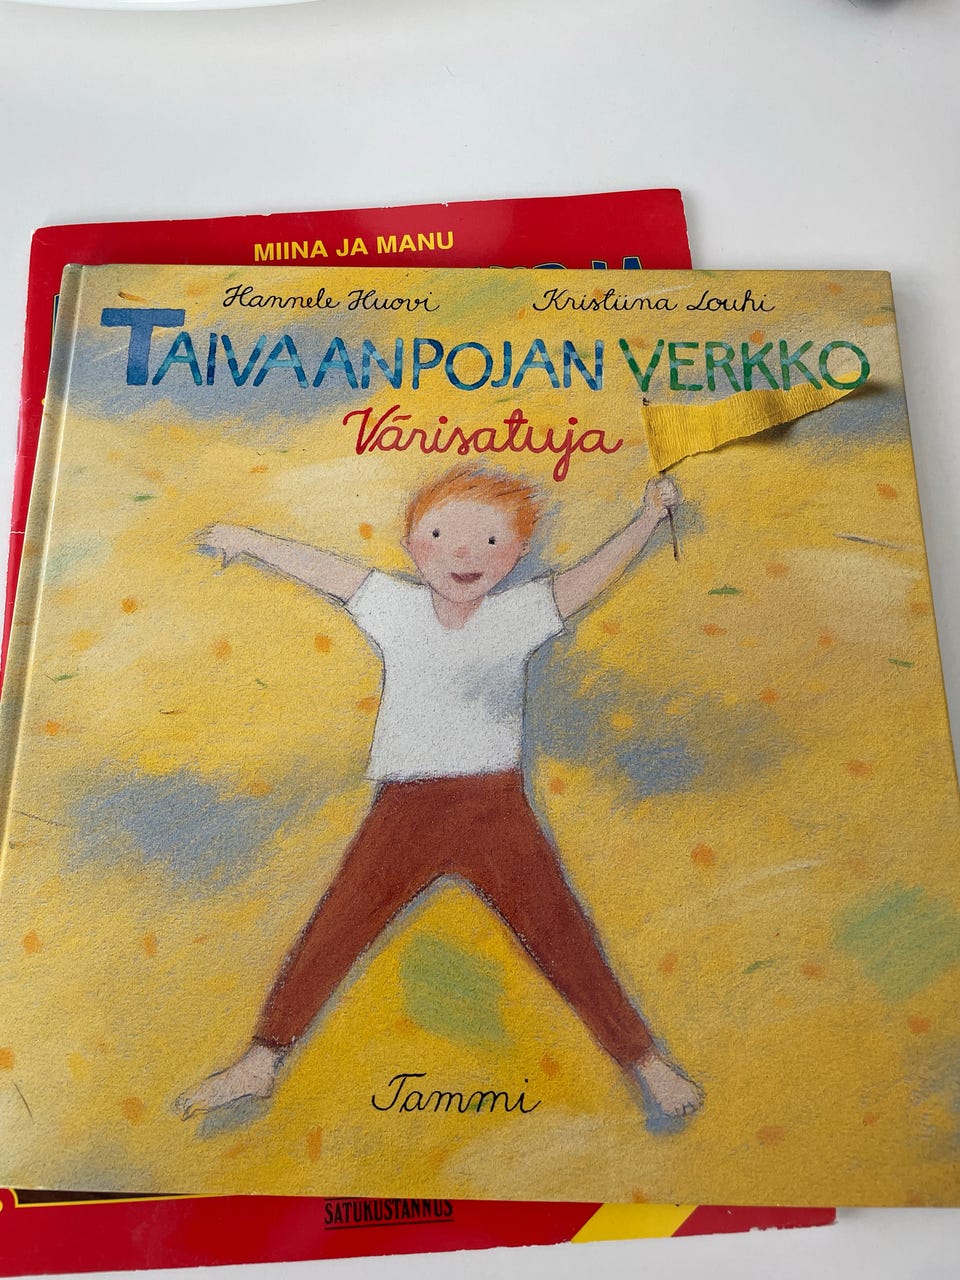 MIINA JA MANU
Hannele Huovi Kristiina Louhi
TAIVAANPOJAN VERKKO
Värisatuja
Tammi
SATUKUSTANNUS